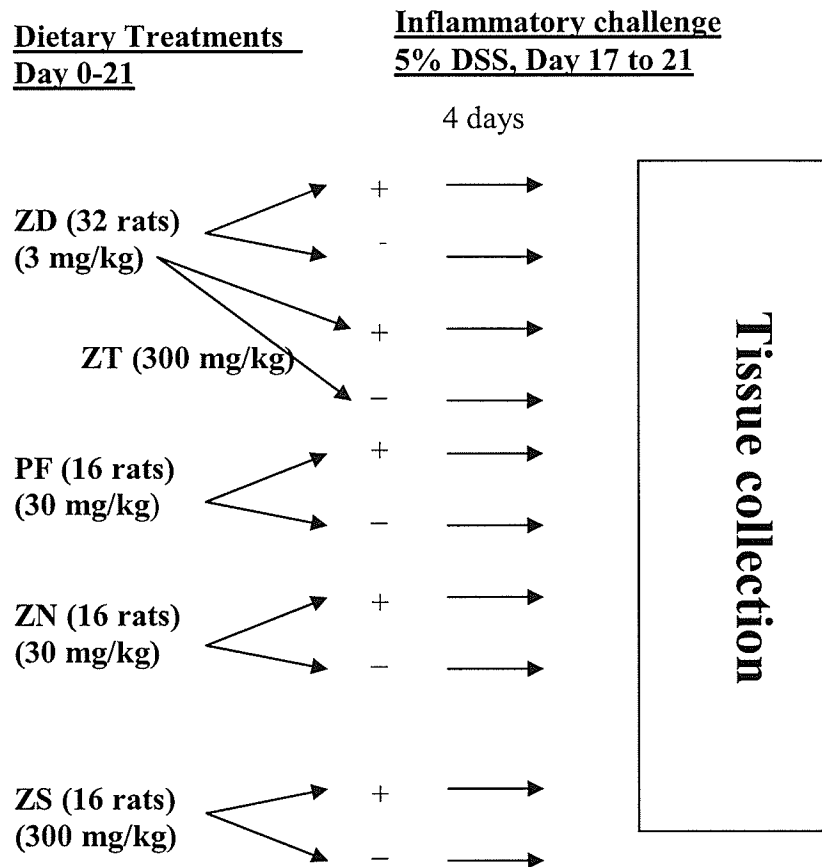 Dietary Treatments
Day 0-21
Inflammatory challenge
5% DSS, Day 17 to 21
4 days
ZD (32 rats)
(3 mg/kg)
+
-
ZT (300 mg/kg)
+
−
PF (16 rats)
(30 mg/kg)
+
−
ZN (16 rats)
(30 mg/kg)
+
−
ZS (16 rats)
(300 mg/kg)
+
−
Tissue collection